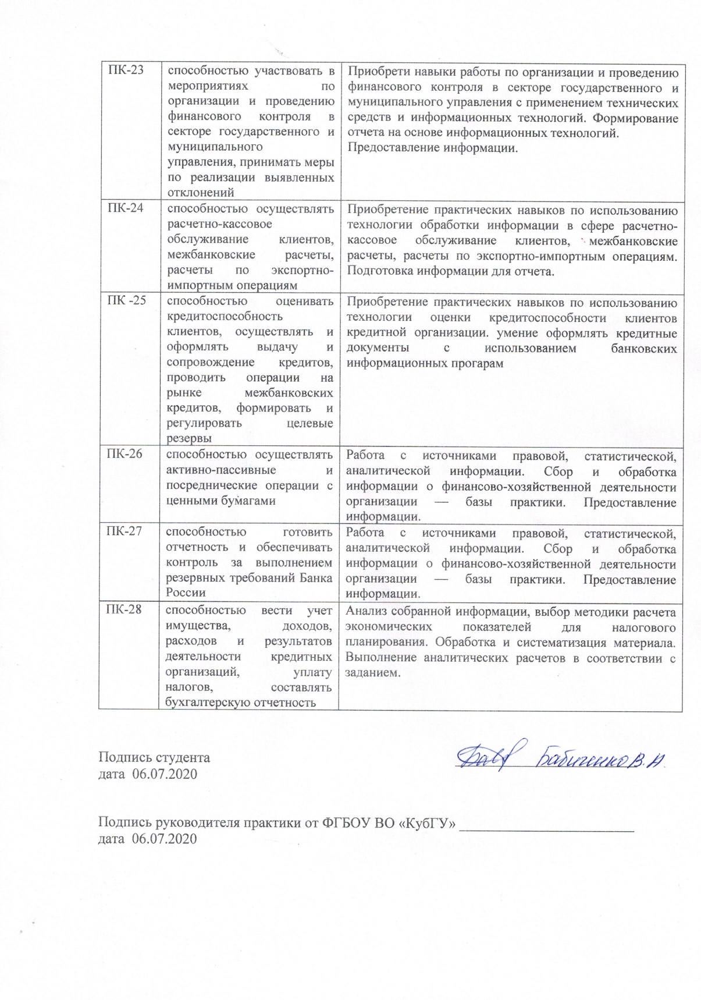 ПК-23
способностью участвовать в
мероприятиях по
организации и проведению
финансового контроля в
секторе государственного и
муниципального
управления, принимать меры
по реализации выявленных
отклонений
Приобрети навыки работы по организации и проведению
финансового контроля в секторе государственного и
муниципального управления с применением технических
средств и информационных технологий. Формирование
отчета на основе информационных технологий.
Предоставление информации.
ПК-24
способностью осуществлять
расчетно-кассовое
обслуживание клиентов,
межбанковские расчеты,
расчеты по экспортно-
импортным операциям
Приобретение практических навыков по использованию
технологии обработки информации в сфере расчетно-
кассовое обслуживание клиентов, межбанковские
расчеты, расчеты по экспортно-импортным операциям.
Подготовка информации для отчета.
ПК -25
способностью оценивать
кредитоспособность
клиентов, осуществлять и
оформлять выдачу и
сопровождение кредитов,
проводить операции на
рынке межбанковских
кредитов, формировать и
регулировать целевые
резервы
Приобретение практических навыков по использованию
технологии оценки кредитоспособности клиентов
кредитной организации. умение оформлять кредитные
документы с использованием банковских
информационных прогарам
ПК-26
способностью осуществлять
активно-пассивные и
посреднические операции с
ценными бумагами
Работа с источниками правовой, статистической,
аналитической информации. Сбор и обработка
информации о финансово-хозяйственной деятельности
организации — базы практики. Предоставление
информации.
ПК-27
способностью готовить
отчетность и обеспечивать
контроль за выполнением
резервных требований Банка
России
Работа с источниками правовой, статистической,
аналитической информации. Сбор и обработка
информации о финансово-хозяйственной деятельности
организации — базы практики. Предоставление
информации.
ПК-28
способностью вести учет
имущества, доходов,
расходов и результатов
деятельности кредитных
организаций, уплату
налогов, составлять
бухгалтерскую отчетность
Анализ собранной информации, выбор методики расчета
экономических показателей для налогового
планирования. Обработка и систематизация материала.
Выполнение аналитических расчетов в соответствии с
заданием.
Подпись студента Бабиченко В.А.
дата 06.07.2020
Подпись руководителя практики от ФГБОУ ВО «КубГУ»
дата 06.07.2020